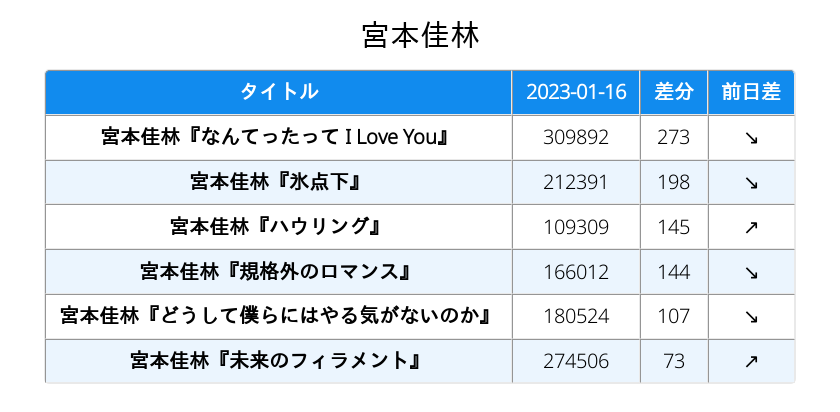 宮本佳林
タイトル 2023-01-16 差分 前日差
宮本佳林『なんてったって I Love You』 309892 273 ↘
宮本佳林『氷点下』 212391 198 ↘
宮本佳林『ハウリング』 109309 145 ↗
宮本佳林『規格外のロマンス』 166012 144 ↘
宮本佳林『どうして僕らにはやる気がないのか』 180524 107 ↘
宮本佳林『未来のフィラメント』 274506 73 ↗